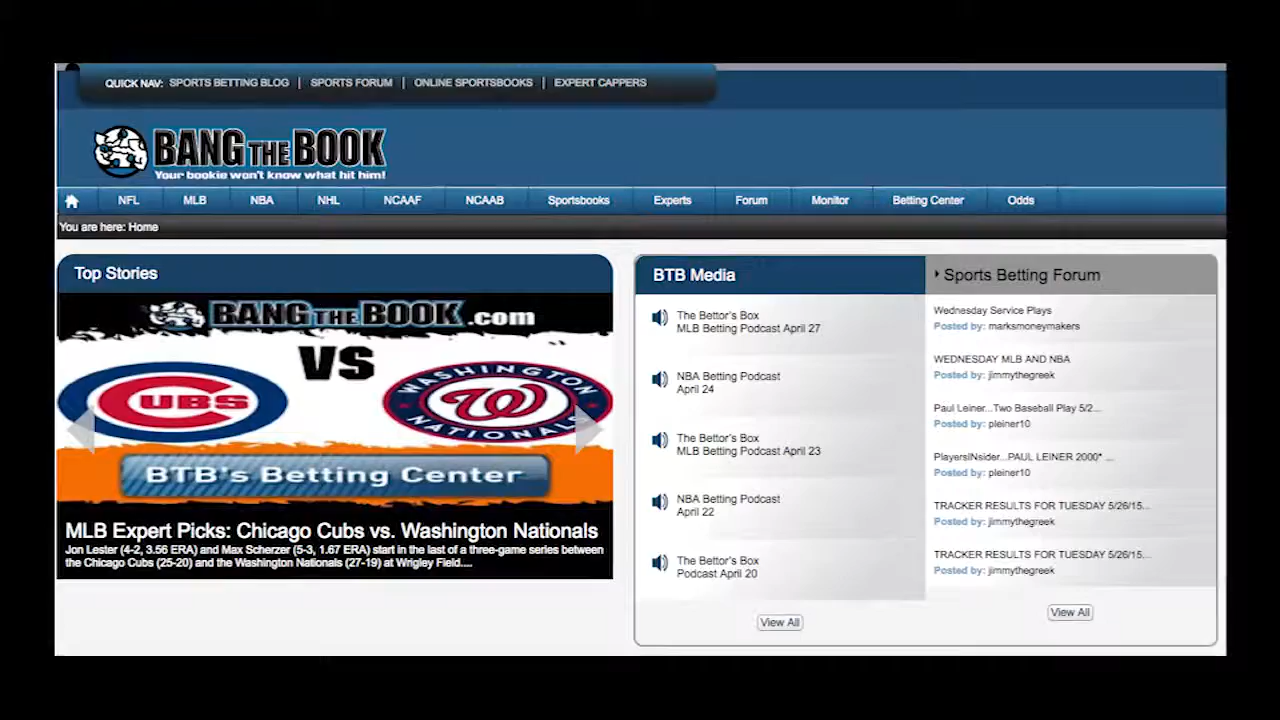 QUICK NAV: SPORTS BETTING BLOG | SPORTS FORUM | ONLINE SPORTSBOOKS | EXPERT CAPPERS
BANG THE BOOK
Your bookie won't know what hit him!
NFL MLB NBA NHL NCAAF NCAAB Sportsbooks Experts Forum Monitor Betting Center Odds
You are here: Home
Top Stories
BANG THE BOOK.com
VS
CUBS
WASHINGTON
W
NATIONALS
BTB's Betting Center
MLB Expert Picks: Chicago Cubs vs. Washington Nationals
Jon Lester (4-2, 3.56 ERA) and Max Scherzer (5-3, 1.67 ERA) start in the last of a three-game series between
the Chicago Cubs (25-20) and the Washington Nationals (27-19) at Wrigley Field....
BTB Media
The Bettor's Box
MLB Betting Podcast April 27
NBA Betting Podcast
April 24
The Bettor's Box
MLB Betting Podcast April 23
NBA Betting Podcast
April 22
The Bettor's Box
Podcast April 20
View All
Sports Betting Forum
Wednesday Service Plays
Posted by: marksmoneymakers
WEDNESDAY MLB AND NBA
Posted by: jimmythegreek
Paul Leiner...Two Baseball Play 5/2...
Posted by: pleiner10
PlayersINsider...PAUL LEINER 2000* ...
Posted by: pleiner10
TRACKER RESULTS FOR TUESDAY 5/26/15...
Posted by: jimmythegreek
TRACKER RESULTS FOR TUESDAY 5/26/15...
Posted by: jimmythegreek
View All